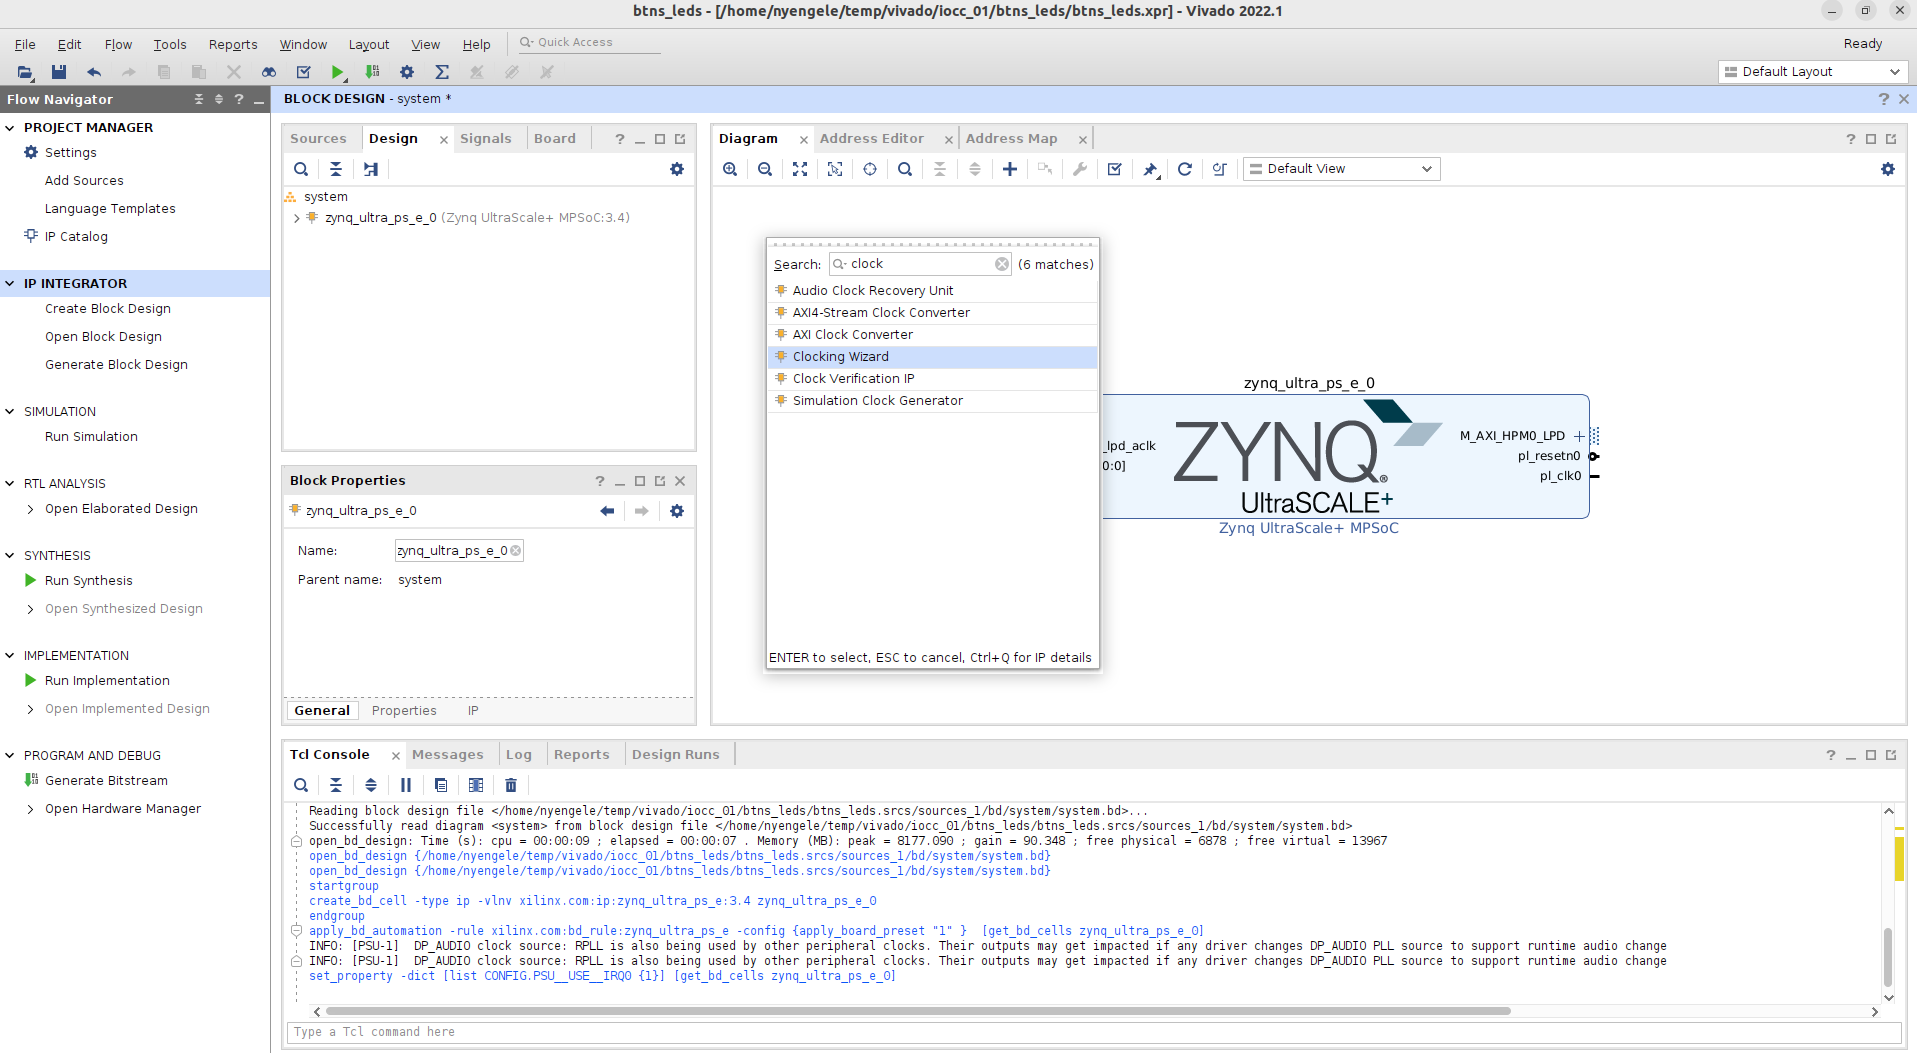 btns_leds - [/home/nyengele/temp/vivado/iocc_01/btns_leds/btns_leds.xpr] - Vivado 2022.1
File Edit Flow Tools Reports Window Layout View Help Quick Access
Ready
Default Layout
Flow Navigator
PROJECT MANAGER
Settings
Add Sources
Language Templates
IP Catalog
IP INTEGRATOR
Create Block Design
Open Block Design
Generate Block Design
SIMULATION
Run Simulation
RTL ANALYSIS
Open Elaborated Design
SYNTHESIS
Run Synthesis
Open Synthesized Design
IMPLEMENTATION
Run Implementation
Open Implemented Design
PROGRAM AND DEBUG
Generate Bitstream
Open Hardware Manager
BLOCK DESIGN - system *
Sources Design Signals Board
system
zynq_ultra_ps_e_0 (Zynq UltraScale+ MPSoC:3.4)
Block Properties
zynq_ultra_ps_e_0
Name: zynq_ultra_ps_e_0
Parent name: system
General Properties IP
Diagram Address Editor Address Map
Default View
Search: clock (6 matches)
Audio Clock Recovery Unit
AXI4-Stream Clock Converter
AXI Clock Converter
Clocking Wizard
Clock Verification IP
Simulation Clock Generator
ENTER to select, ESC to cancel, Ctrl+Q for IP details
zynq_ultra_ps_e_0
_lpd_aclk
0:0]
ZYNQ®
UltraSCALE+
M_AXI_HPM0_LPD
pl_resetn0
pl_clk0
Zynq UltraScale+ MPSoC
Tcl Console Messages Log Reports Design Runs
Reading block design file </home/nyengele/temp/vivado/iocc_01/btns_leds/btns_leds.srcs/sources_1/bd/system/system.bd>...
Successfully read diagram <system> from block design file </home/nyengele/temp/vivado/iocc_01/btns_leds/btns_leds.srcs/sources_1/bd/system/system.bd>
open_bd_design: Time (s): cpu = 00:00:09 ; elapsed = 00:00:07 . Memory (MB): peak = 8177.090 ; gain = 90.348 ; free physical = 6878 ; free virtual = 13967
open_bd_design {/home/nyengele/temp/vivado/iocc_01/btns_leds/btns_leds.srcs/sources_1/bd/system/system.bd}
open_bd_design {/home/nyengele/temp/vivado/iocc_01/btns_leds/btns_leds.srcs/sources_1/bd/system/system.bd}
startgroup
create_bd_cell -type ip -vlnv xilinx.com:ip:zynq_ultra_ps_e:3.4 zynq_ultra_ps_e_0
endgroup
apply_bd_automation -rule xilinx.com:bd_rule:zynq_ultra_ps_e -config {apply_board_preset "1" }  [get_bd_cells zynq_ultra_ps_e_0]
INFO: [PSU-1]  DP_AUDIO clock source: RPLL is also being used by other peripheral clocks. Their outputs may get impacted if any driver changes DP_AUDIO PLL source to support runtime audio change
INFO: [PSU-1]  DP_AUDIO clock source: RPLL is also being used by other peripheral clocks. Their outputs may get impacted if any driver changes DP_AUDIO PLL source to support runtime audio change
set_property -dict [list CONFIG.PSU__USE__IRQ0 {1}] [get_bd_cells zynq_ultra_ps_e_0]
Type a Tcl command here